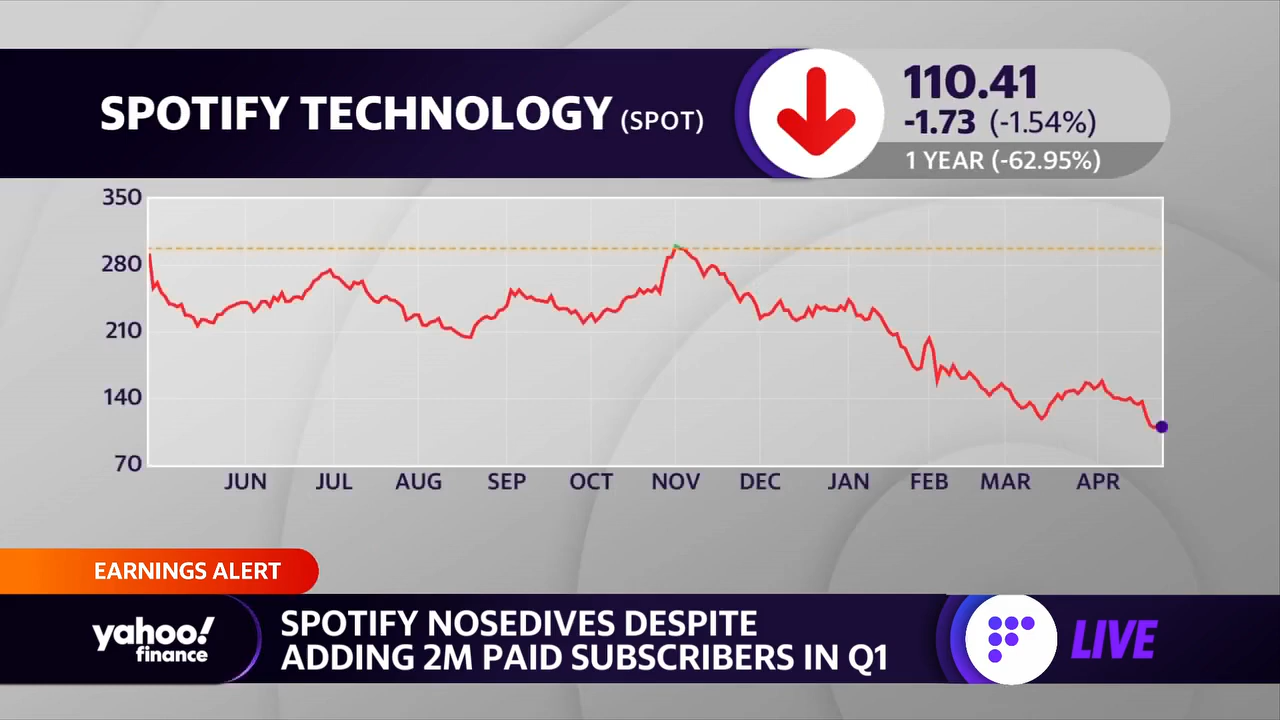 SPOTIFY TECHNOLOGY (SPOT)
110.41
-1.73 (-1.54%)
1 YEAR (-62.95%)
350
280
210
140
70
JUN JUL AUG SEP OCT NOV DEC JAN FEB MAR APR
EARNINGS ALERT
yahoo!
finance
SPOTIFY NOSEDIVES DESPITE
ADDING 2M PAID SUBSCRIBERS IN Q1
LIVE